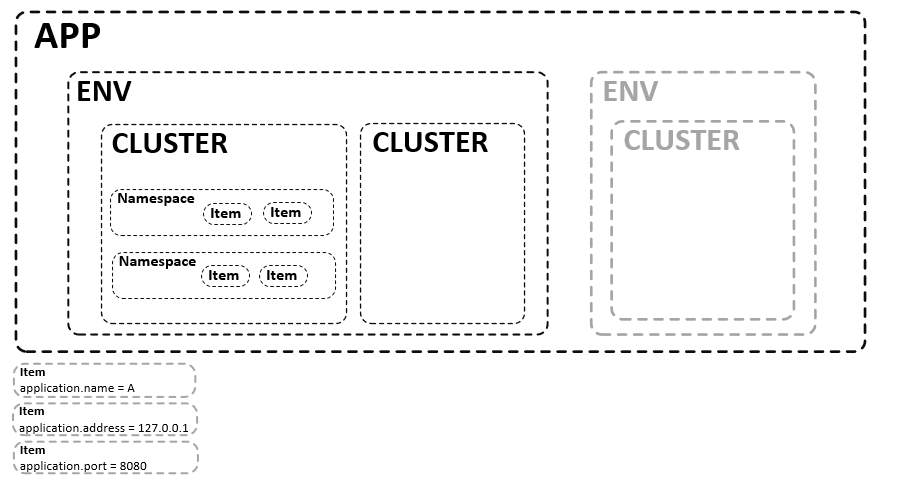 APP
ENV
CLUSTER
Namespace
Item
Item
Namespace
Item
Item
CLUSTER
ENV
CLUSTER
Item
application.name = A
Item
application.address = 127.0.0.1
Item
application.port = 8080